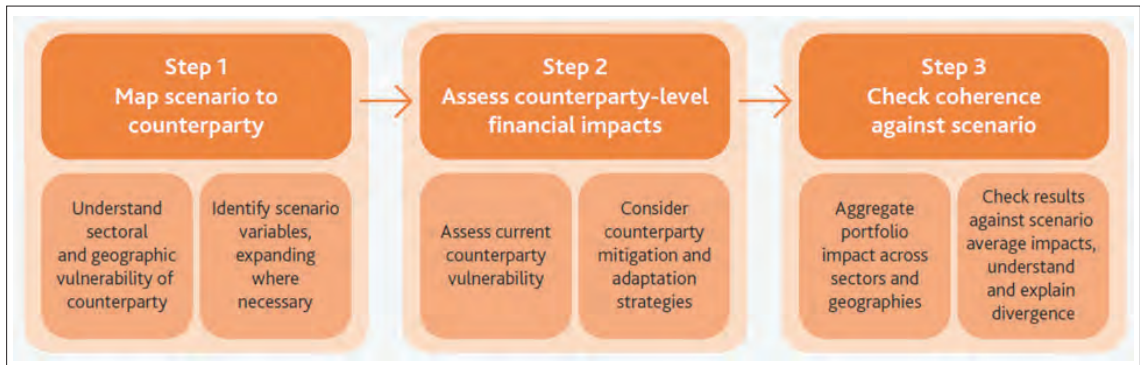 Step 1
Map scenario to
counterparty
Understand
sectoral
and geographic
vulnerability of
counterparty
Identify scenario
variables,
expanding
where
necessary
Step 2
Assess counterparty-level
financial impacts
Assess current
counterparty
vulnerability
Consider
counterparty
mitigation and
adaptation
strategies
Step 3
Check coherence
against scenario
Aggregate
portfolio
impact across
sectors and
geographies
Check results
against scenario
average impacts,
understand
and explain
divergence